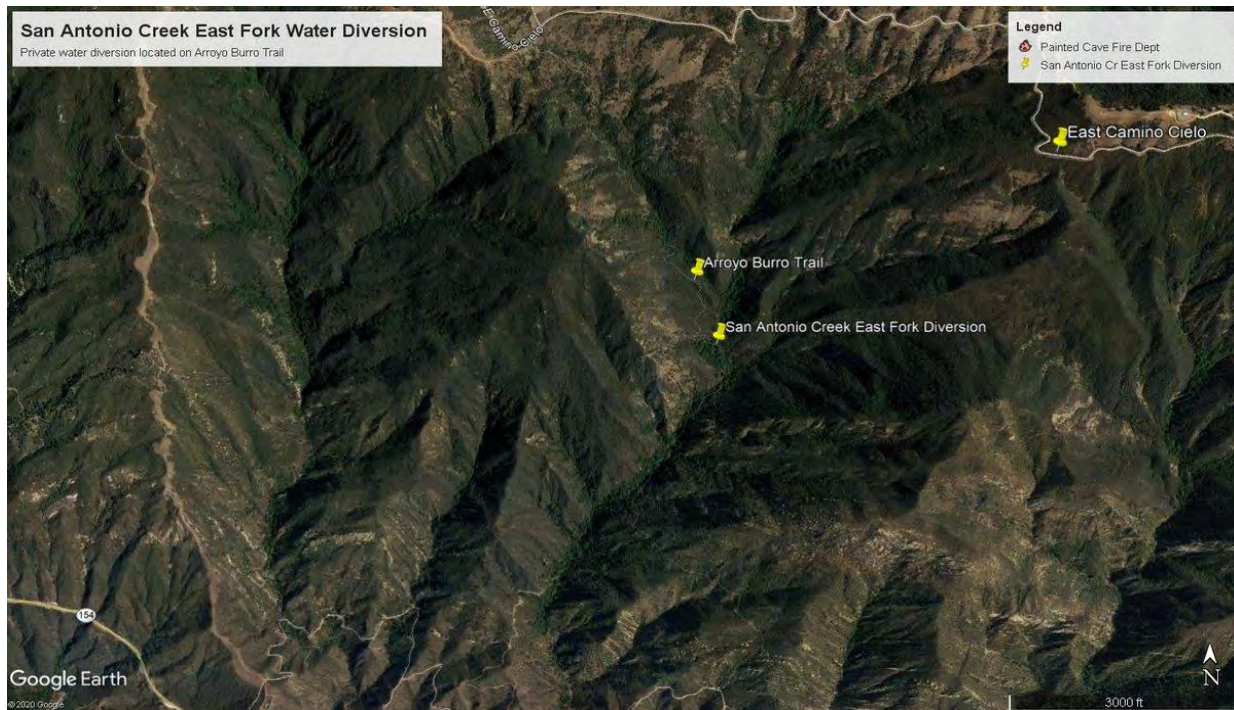 San Antonio Creek East Fork Water Diversion
Private water diversion located on Arroyo Burro Trail
Legend
Painted Cave Fire Dept
San Antonio Cr East Fork Diversion
E Camino Cielo
East Camino Cielo
Arroyo Burro Trail
San Antonio Creek East Fork Diversion
154
Google Earth
© 2020 Google
N
3000 ft